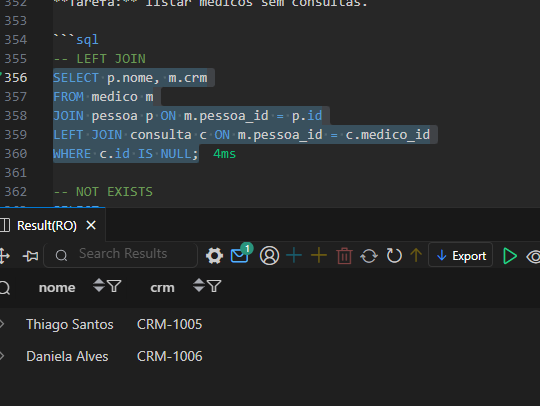 352 **Tarefa:** listar médicos sem consultas.
353
354 ```sql
355 -- LEFT JOIN
356 SELECT p.nome, m.crm
357 FROM medico m
358 JOIN pessoa p ON m.pessoa_id = p.id
359 LEFT JOIN consulta c ON m.pessoa_id = c.medico_id
360 WHERE c.id IS NULL; 4ms
361
362 -- NOT EXISTS
Result(RO)
Search Results 1 Export
nome crm
Thiago Santos CRM-1005
Daniela Alves CRM-1006